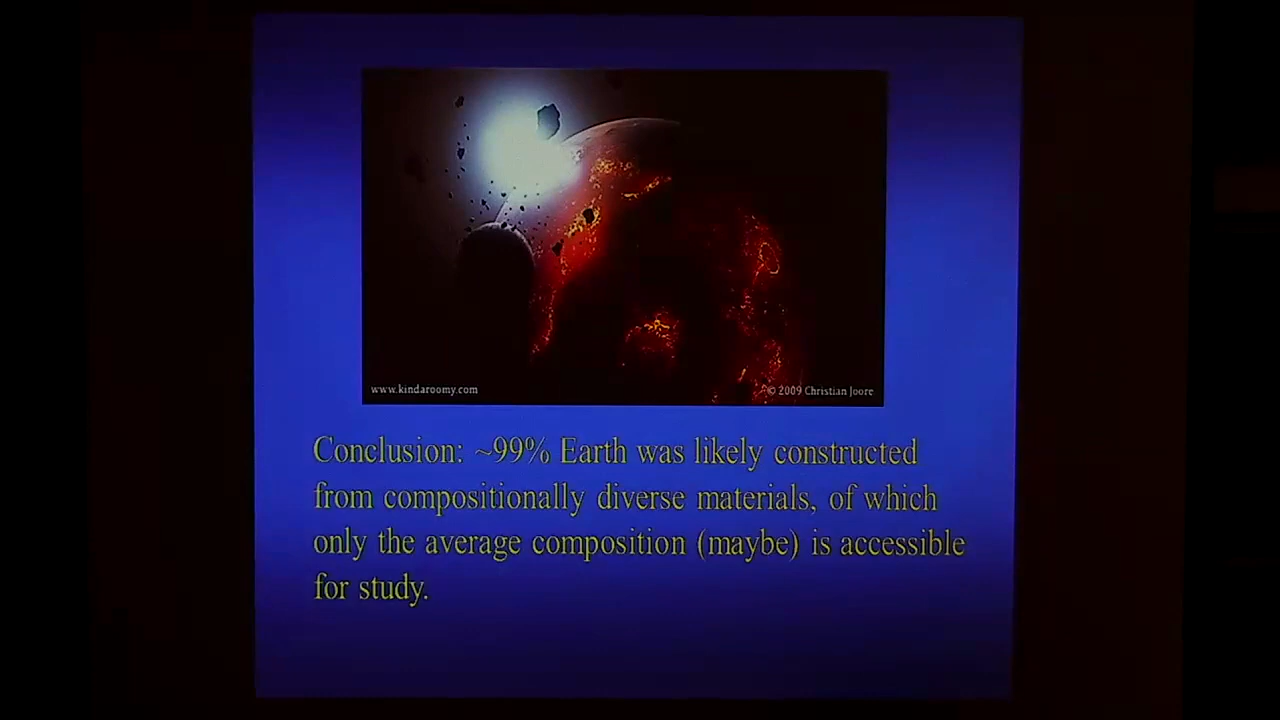 www.kindaroomy.com
© 2009 Christian Joore
Conclusion: ~99% Earth was likely constructed
from compositionally diverse materials, of which
only the average composition (maybe) is accessible
for study.